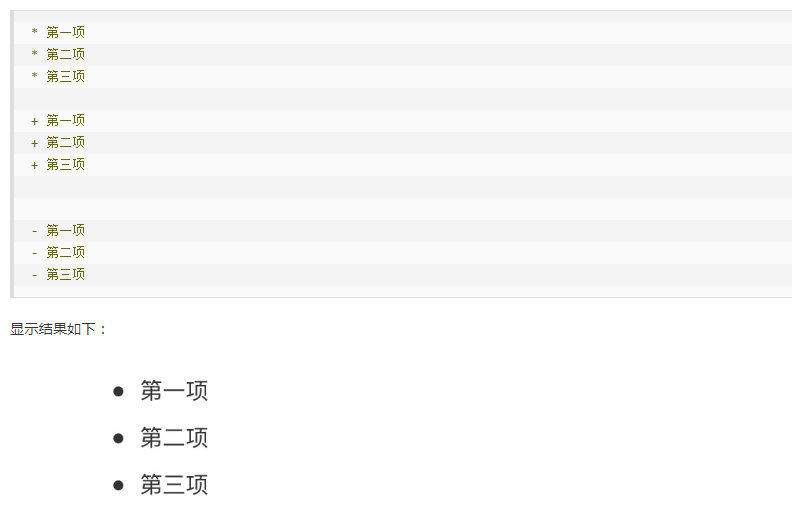 * 第一项
* 第二项
* 第三项
+ 第一项
+ 第二项
+ 第三项
- 第一项
- 第二项
- 第三项
显示结果如下：
● 第一项
● 第二项
● 第三项